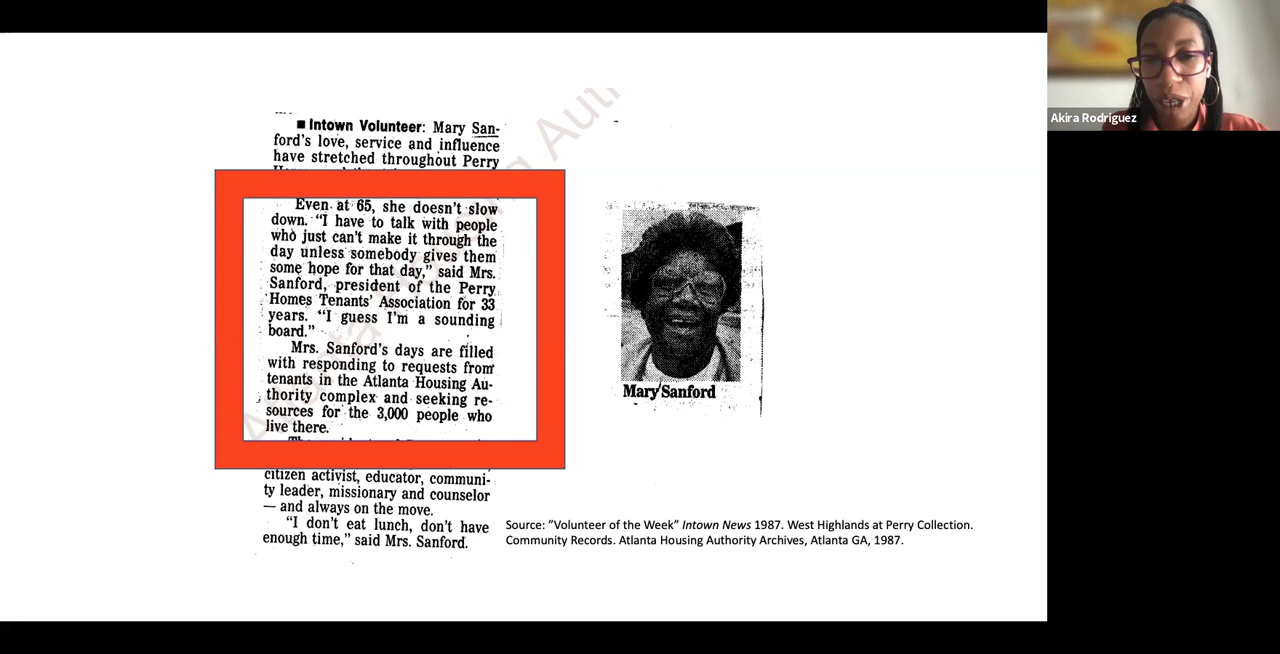 ■ Intown Volunteer: Mary San-
ford's love, service and influence
have stretched throughout Perry
Even at 65, she doesn't slow
down. "I have to talk with people
who just can't make it through the
day unless somebody gives them
some hope for that day," said Mrs.
Sanford, president of the Perry
Homes Tenants' Association for 33
years. "I guess I'm a sounding
board."
Mrs. Sanford's days are filled
with responding to requests from
tenants in the Atlanta Housing Au-
thority complex and seeking re-
sources for the 3,000 people who
live there.
citizen activist, educator, communi-
ty leader, missionary and counselor
— and always on the move.
"I don't eat lunch, don't have
enough time," said Mrs. Sanford.
Mary Sanford
Source: "Volunteer of the Week" Intown News 1987. West Highlands at Perry Collection.
Community Records. Atlanta Housing Authority Archives, Atlanta GA, 1987.
Akira Rodriguez